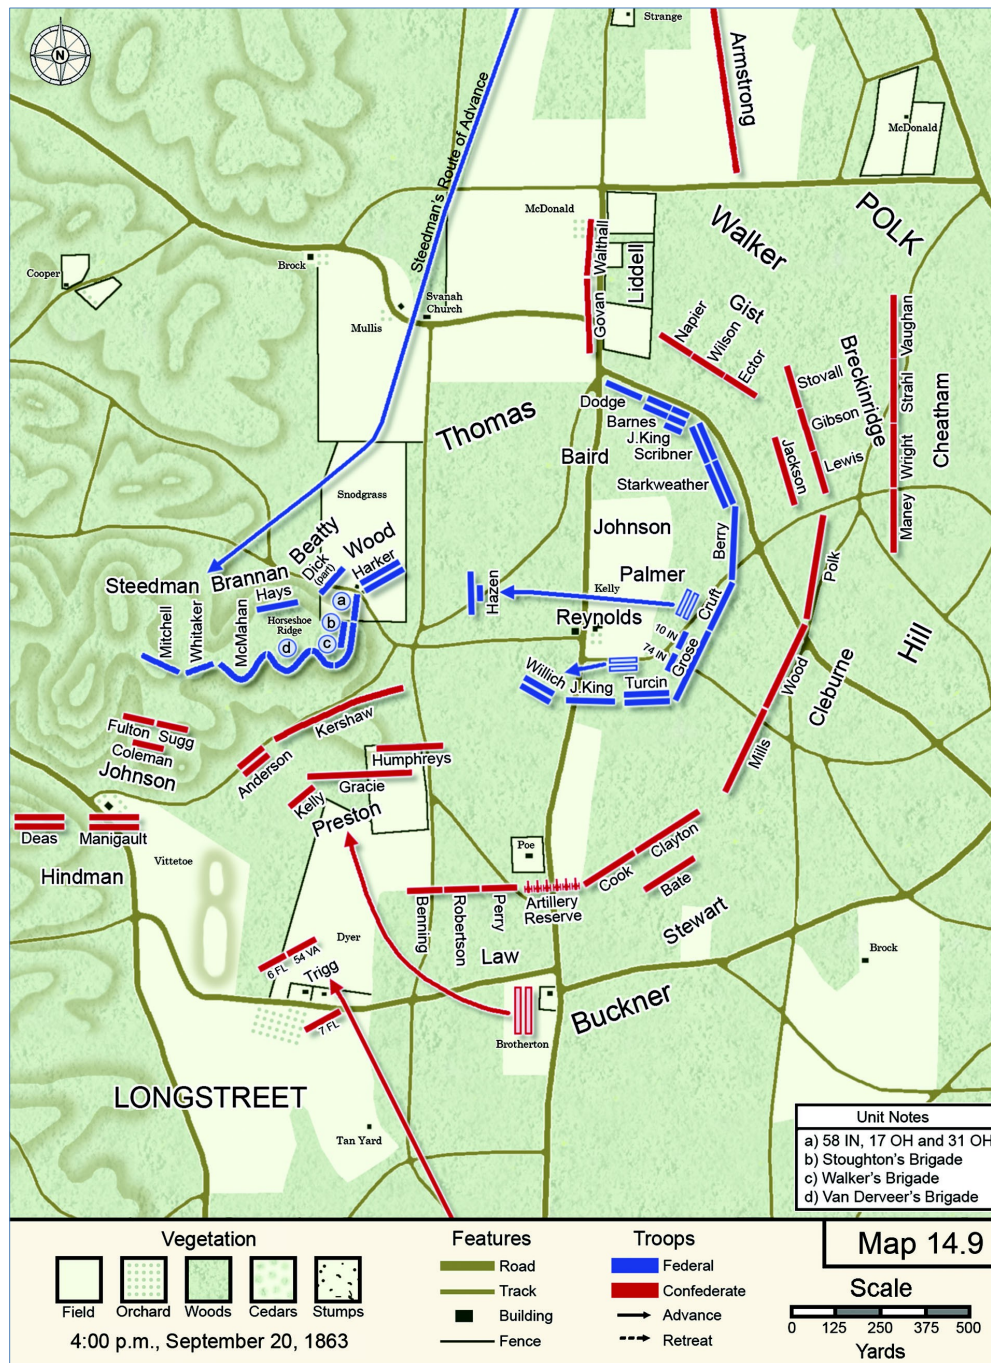 Strange
Armstrong
McDonald
N
Steedman's Route of Advance
McDonald
Walthall
Liddell
Govan
Walker
POLK
Cooper
Brock
Svanah
Church
Mullis
Napier
Gist
Wilson
Ector
Stovall
Breckinridge
Gibson
Lewis
Jackson
Vaughan
Strahl
Wright
Maney
Cheatham
Thomas
Dodge
Barnes
J.King
Scribner
Baird
Starkweather
Johnson
Berry
Palmer
Kelly
Cruft
Reynolds
10 IN
74 IN
Grose
Hazen
Willich
J.King
Turcin
Polk
Hill
Wood
Cleburne
Mills
Snodgrass
Beatty
Wood
Dick
(part)
Harker
Steedman
Brannan
Hays
Horseshoe
Ridge
a
b
c
d
Mitchell
Whitaker
McMahan
Fulton
Sugg
Coleman
Johnson
Kershaw
Anderson
Humphreys
Gracie
Kelly
Preston
Deas
Manigault
Hindman
Vittetoe
Poe
Clayton
Cook
Bate
Artillery
Reserve
Benning
Robertson
Perry
Law
Stewart
Dyer
6 FL
54 VA
Trigg
7 FL
Brock
Buckner
Brotherton
LONGSTREET
Tan Yard
Unit Notes
a) 58 IN, 17 OH and 31 OH
b) Stoughton's Brigade
c) Walker's Brigade
d) Van Derveer's Brigade
Map 14.9
Vegetation
Field
Orchard
Woods
Cedars
Stumps
4:00 p.m., September 20, 1863
Features
Road
Track
Building
Fence
Troops
Federal
Confederate
Advance
Retreat
Scale
0 125 250 375 500
Yards